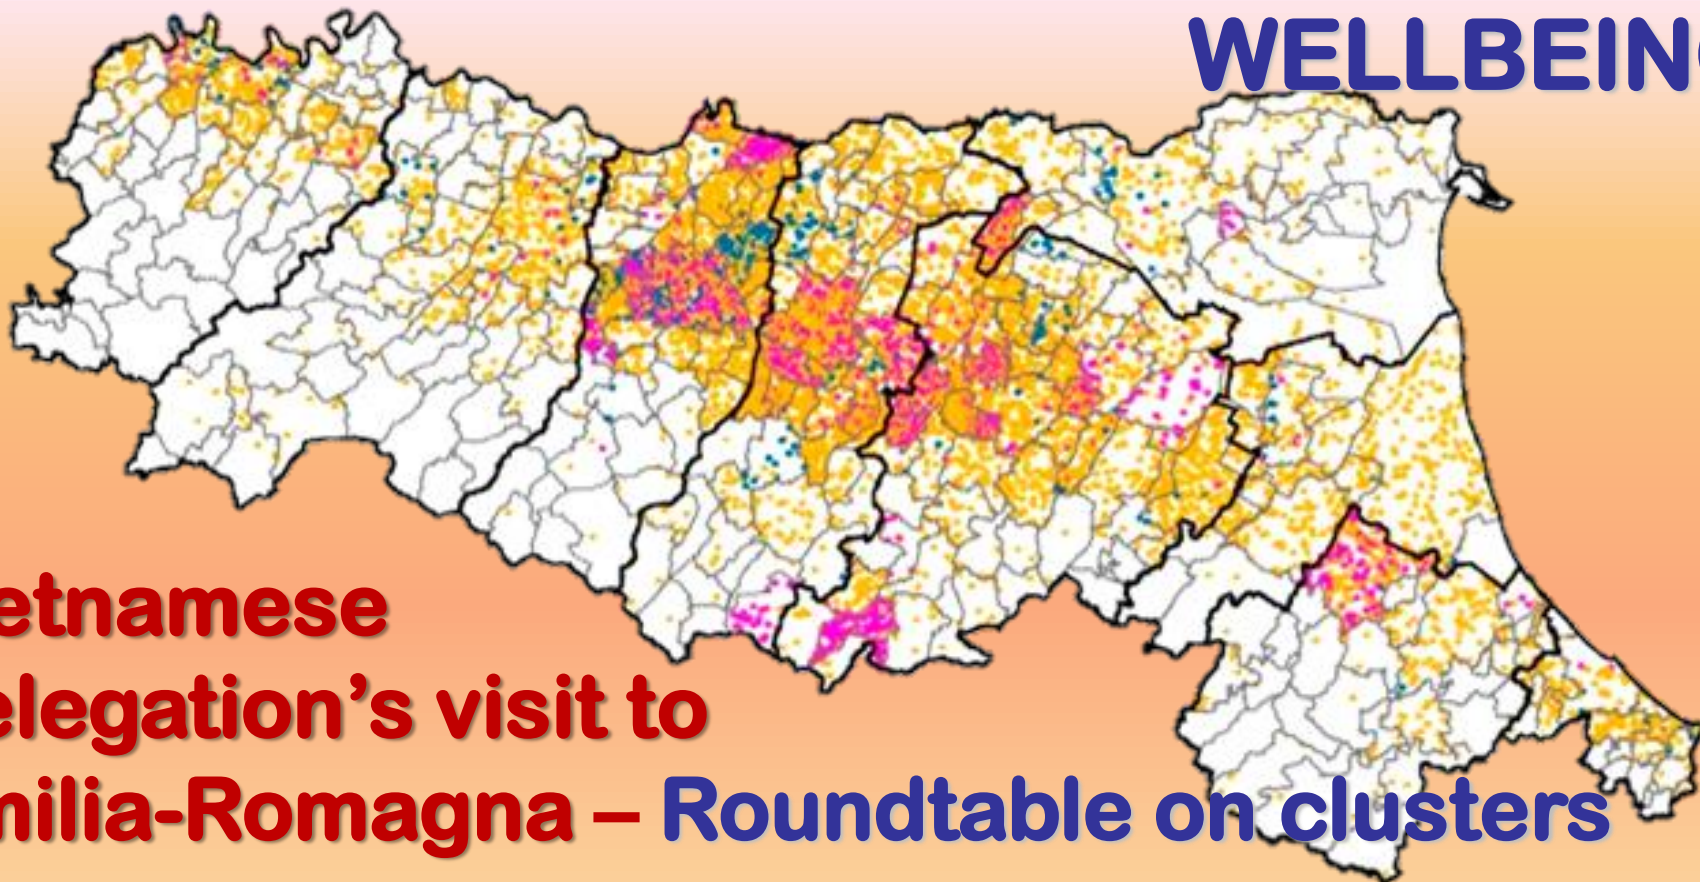 WELLBEIN
etnamese
elegation's visit to
milia-Romagna – Roundtable on clusters